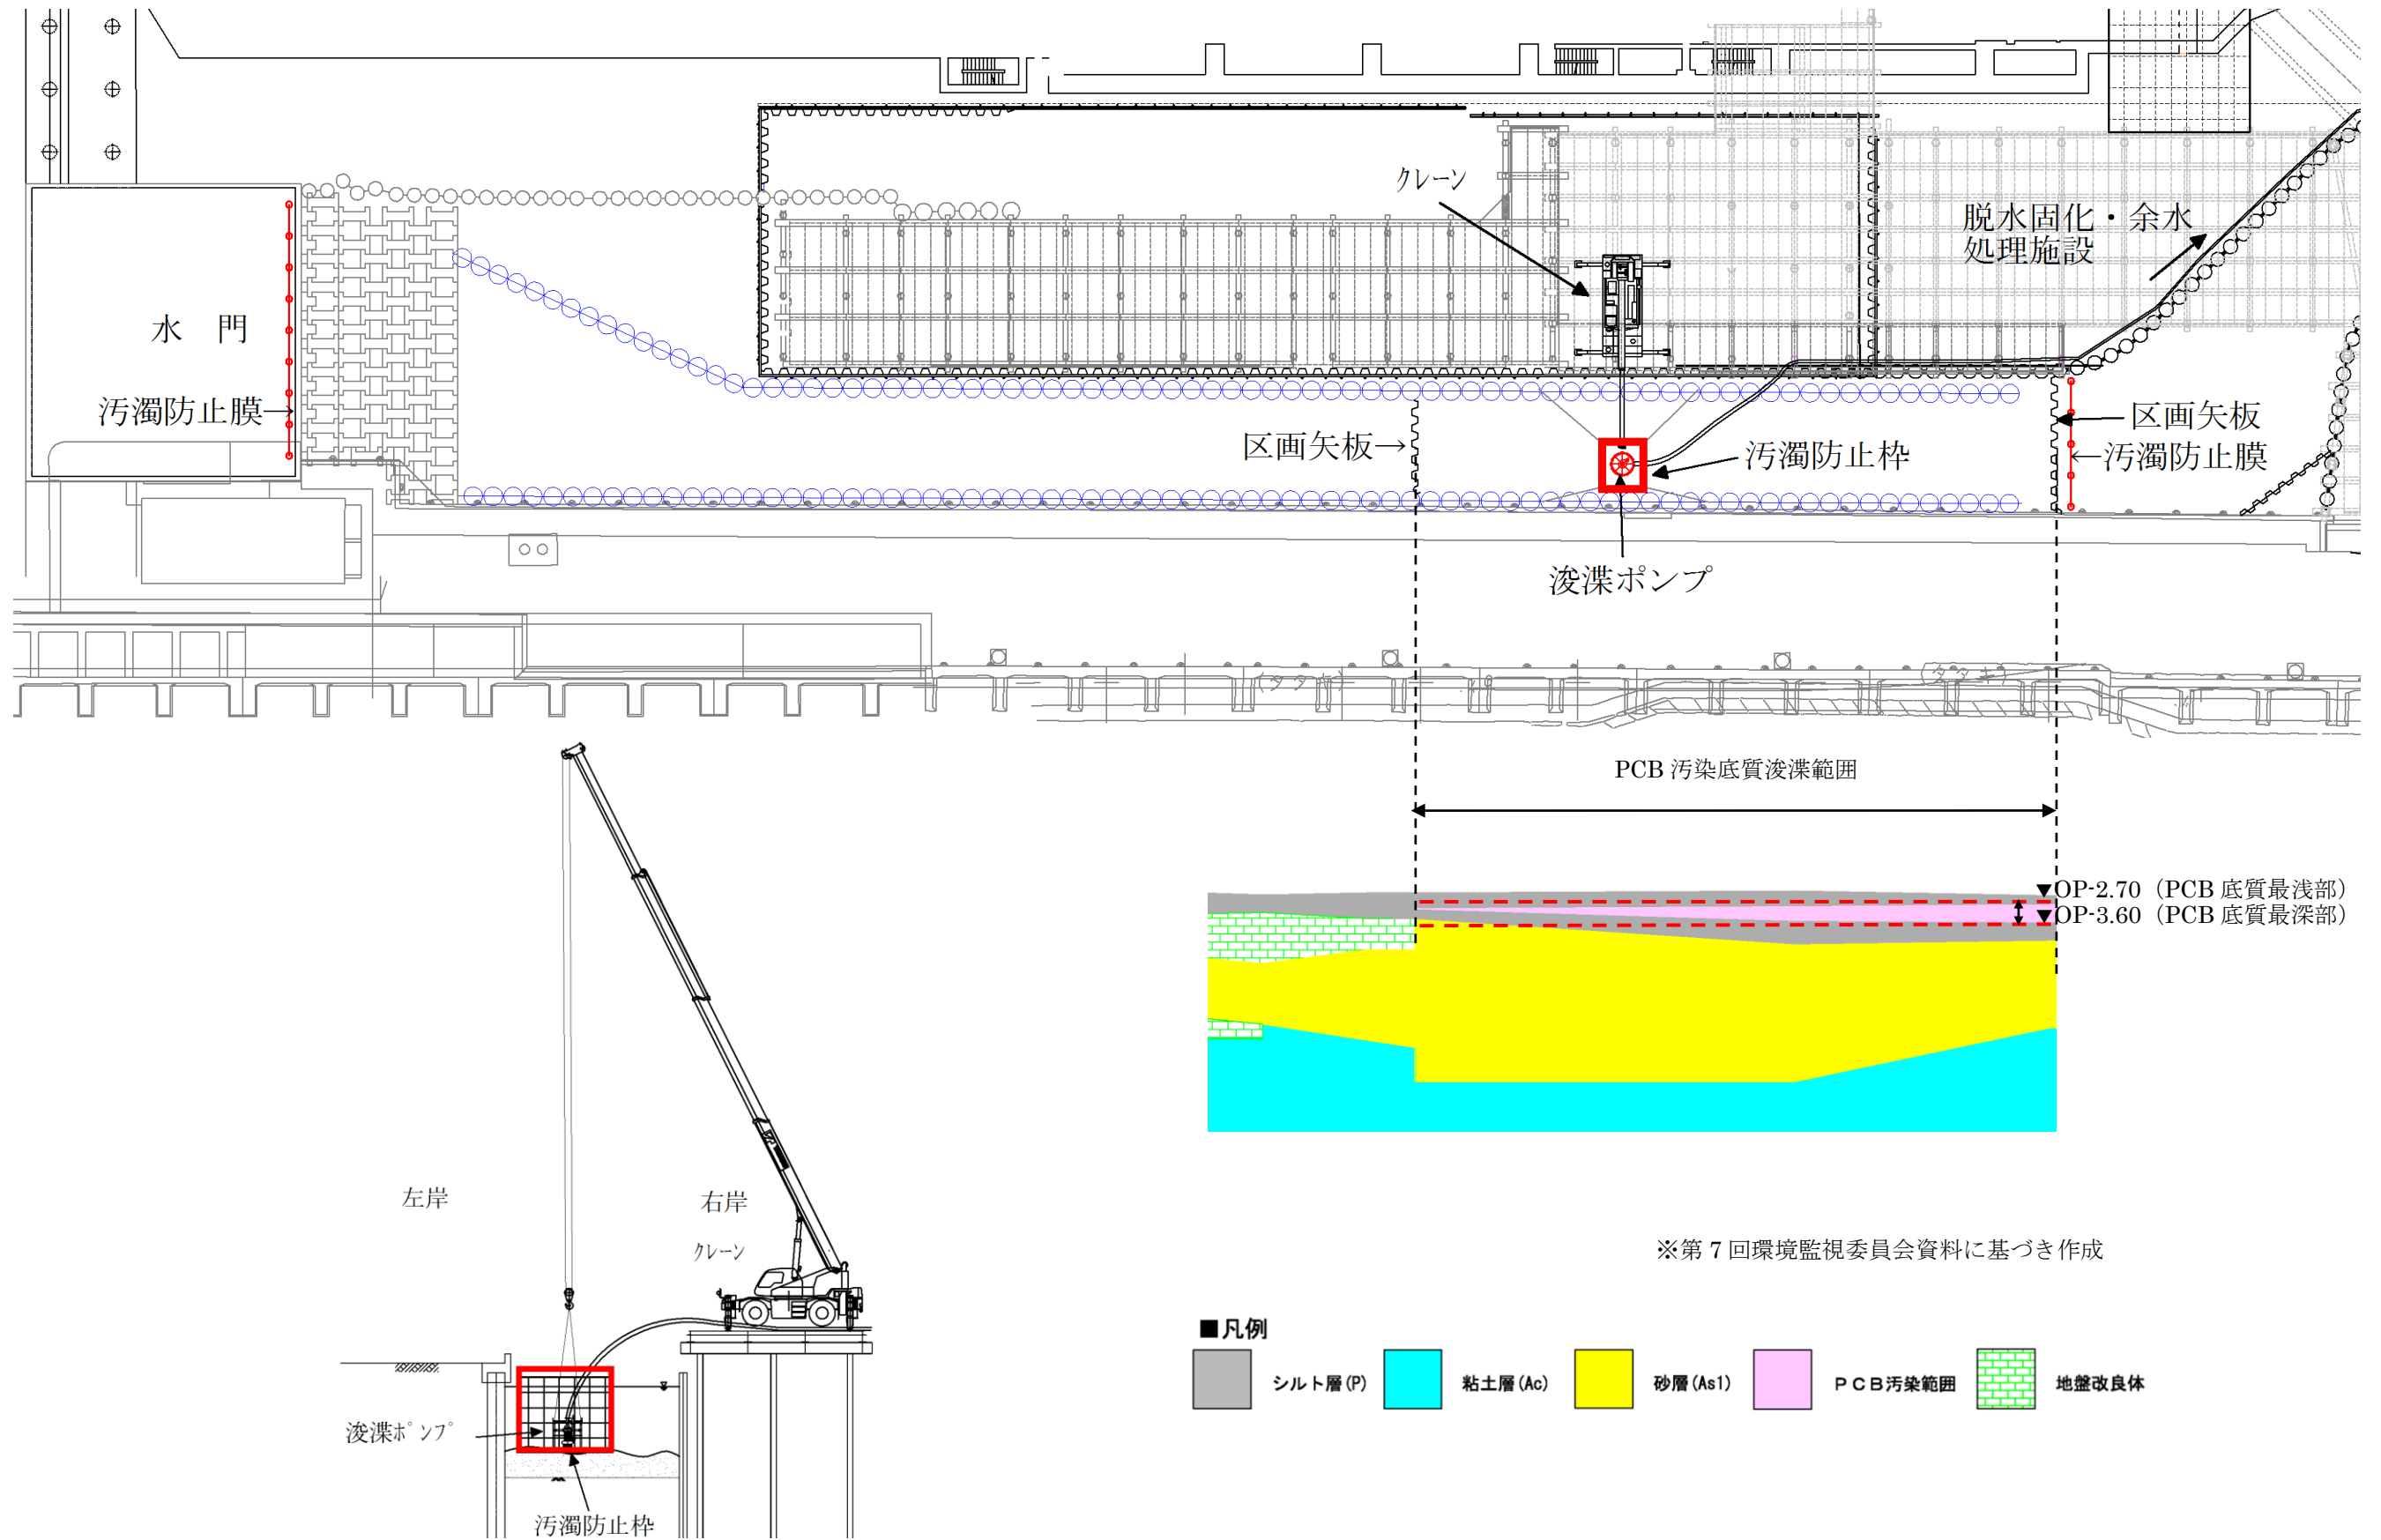 クレーン
脱水固化・余水
処理施設
水　門
汚濁防止膜→
区画矢板→
汚濁防止枠
区画矢板
←汚濁防止膜
浚渫ポンプ
(タタキ)
(タタキ)
PCB 汚染底質浚渫範囲
▼OP-2.70（PCB 底質最浅部）
▼OP-3.60（PCB 底質最深部）
左岸
右岸
クレーン
※第 7 回環境監視委員会資料に基づき作成
■凡例
シルト層(P)
粘土層(Ac)
砂層(As1)
ＰＣＢ汚染範囲
地盤改良体
浚渫ﾎﾟﾝﾌﾟ
汚濁防止枠